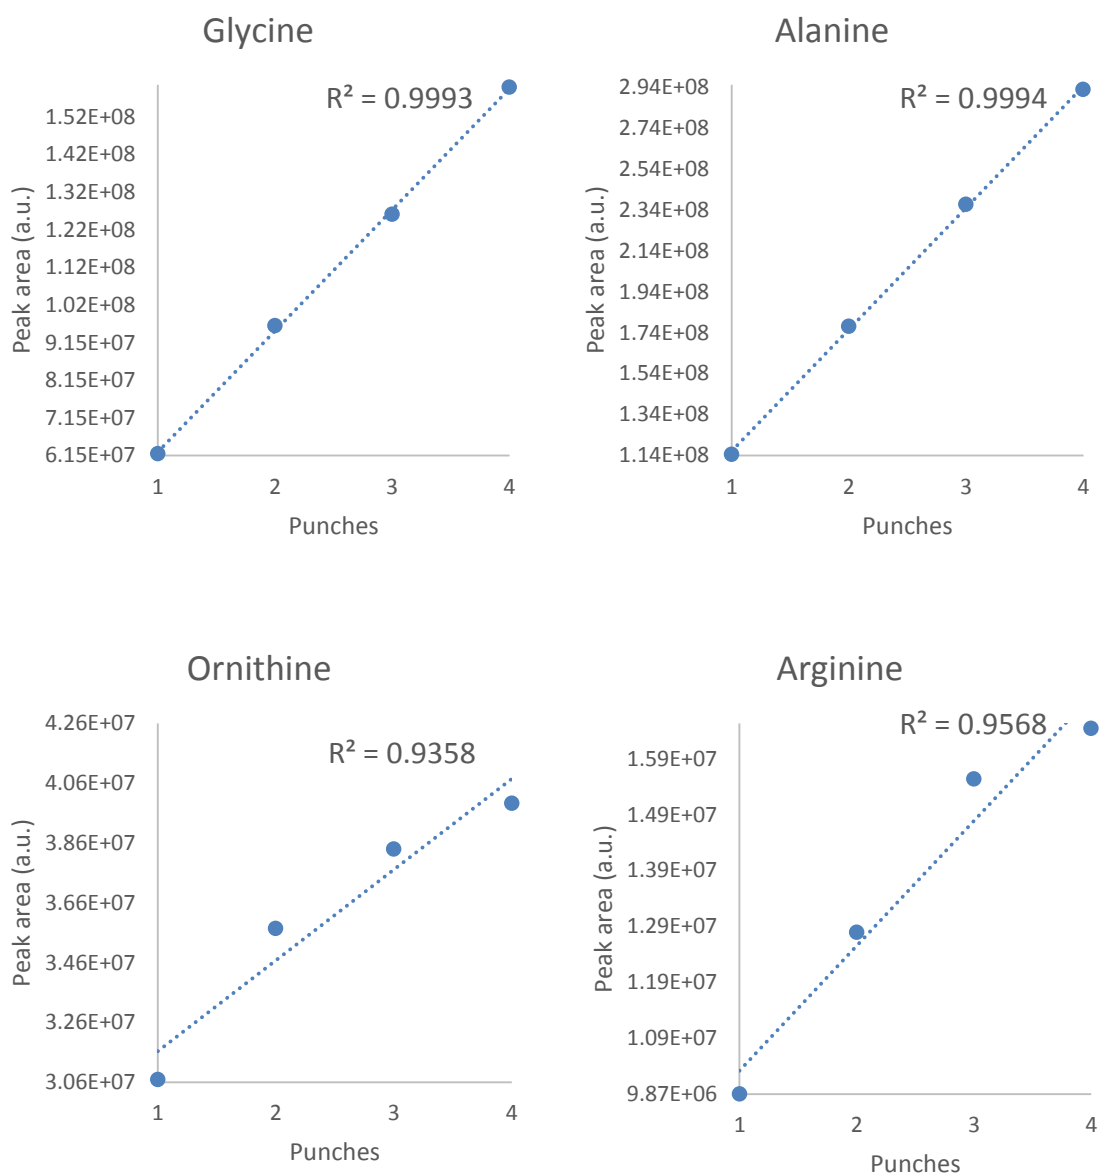 Glycine
R² = 0.9993
Peak area (a.u.)
1.52E+08
1.42E+08
1.32E+08
1.22E+08
1.12E+08
1.02E+08
9.15E+07
8.15E+07
7.15E+07
6.15E+07
1 2 3 4
Punches
Alanine
R² = 0.9994
Peak area (a.u.)
2.94E+08
2.74E+08
2.54E+08
2.34E+08
2.14E+08
1.94E+08
1.74E+08
1.54E+08
1.34E+08
1.14E+08
1 2 3 4
Punches
Ornithine
R² = 0.9358
Peak area (a.u.)
4.26E+07
4.06E+07
3.86E+07
3.66E+07
3.46E+07
3.26E+07
3.06E+07
1 2 3 4
Punches
Arginine
R² = 0.9568
Peak area (a.u.)
1.59E+07
1.49E+07
1.39E+07
1.29E+07
1.19E+07
1.09E+07
9.87E+06
1 2 3 4
Punches